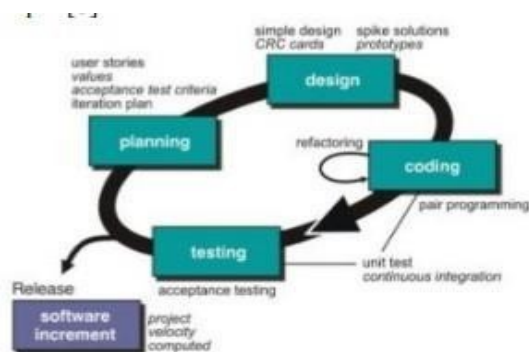 simple design
CRC cards
spike solutions
prototypes
user stories
values
acceptance test criteria
iteration plan
design
planning
refactoring
coding
pair programming
testing
unit test
continuous integration
acceptance testing
Release
software
increment
project
velocity
computed